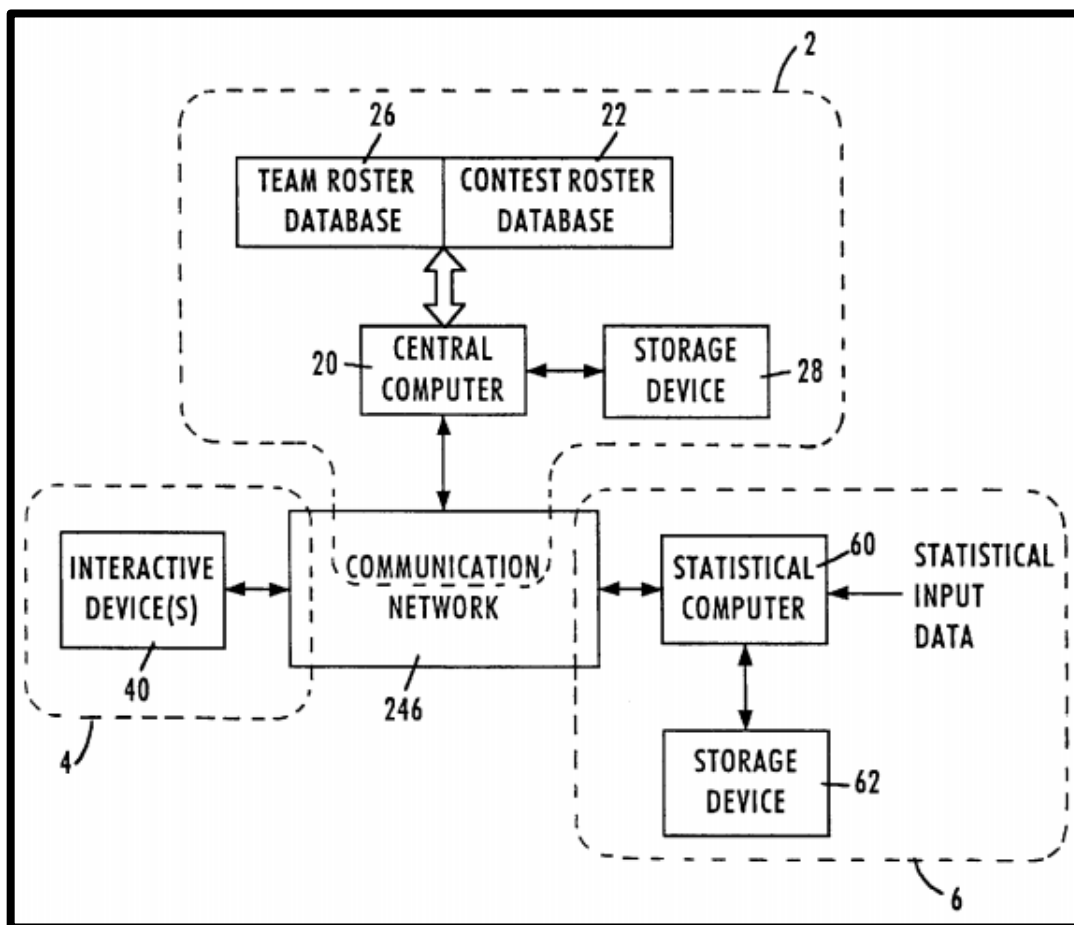 2
26
22
TEAM ROSTER
DATABASE
CONTEST ROSTER
DATABASE
20
CENTRAL
COMPUTER
STORAGE
DEVICE
28
INTERACTIVE
DEVICE(S)
40
4
COMMUNICATION
NETWORK
246
STATISTICAL
COMPUTER
60
STATISTICAL
INPUT
DATA
STORAGE
DEVICE
62
6